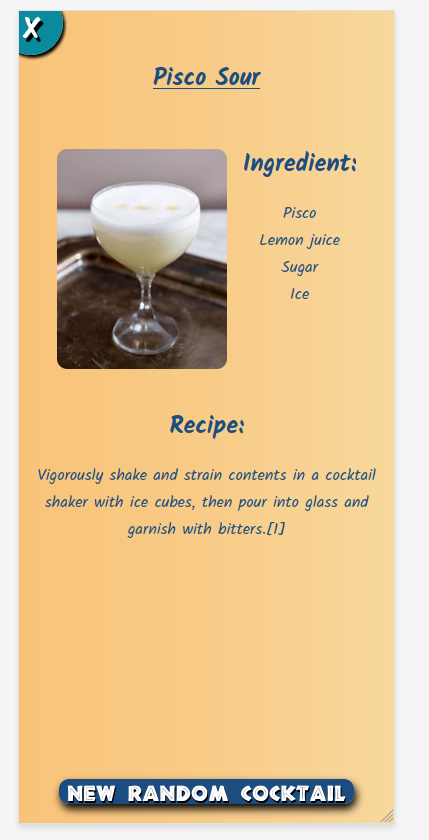 X
Pisco Sour
Ingredient:
Pisco
Lemon juice
Sugar
Ice
Recipe:
Vigorously shake and strain contents in a cocktail
shaker with ice cubes, then pour into glass and
garnish with bitters.[1]
NEW RANDOM COCKTAIL